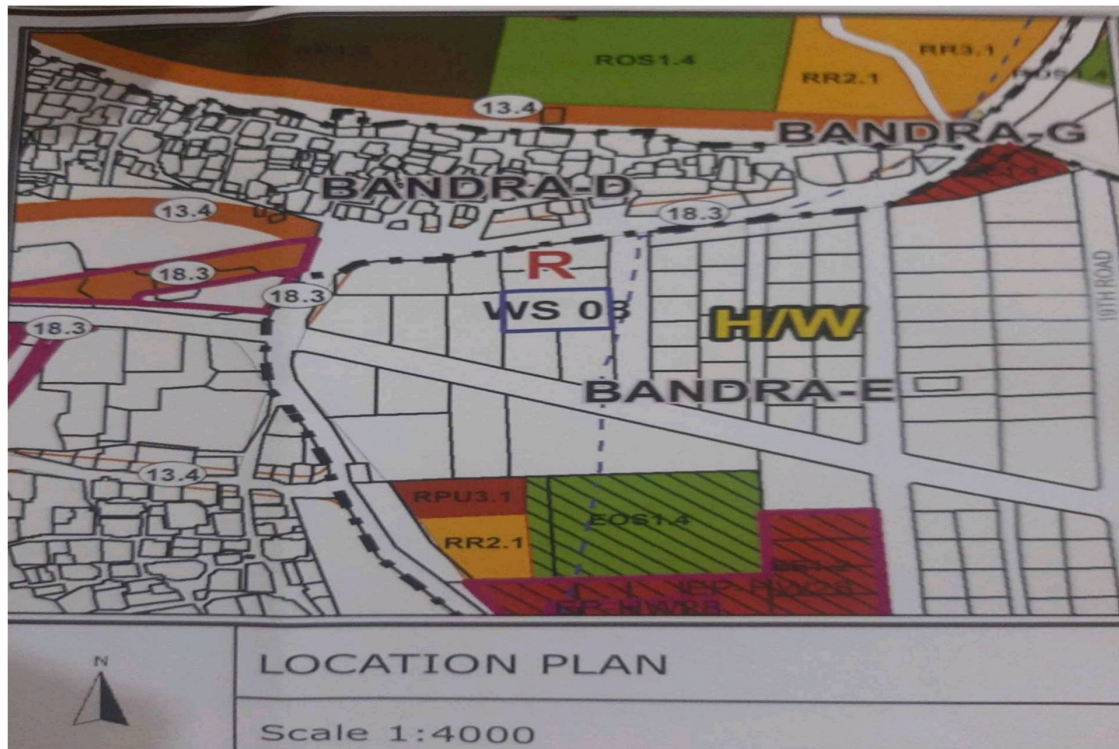 ROS1.4
RR3.1
RR2.1
13.4
BANDRA-G
BANDRA-D
13.4
18.3
18.3
R
18.3
WS 08
18.3
H/W
19TH ROAD
BANDRA-E
13.4
RPU3.1
EOS1.4
RR2.1
N
LOCATION PLAN
Scale 1:4000